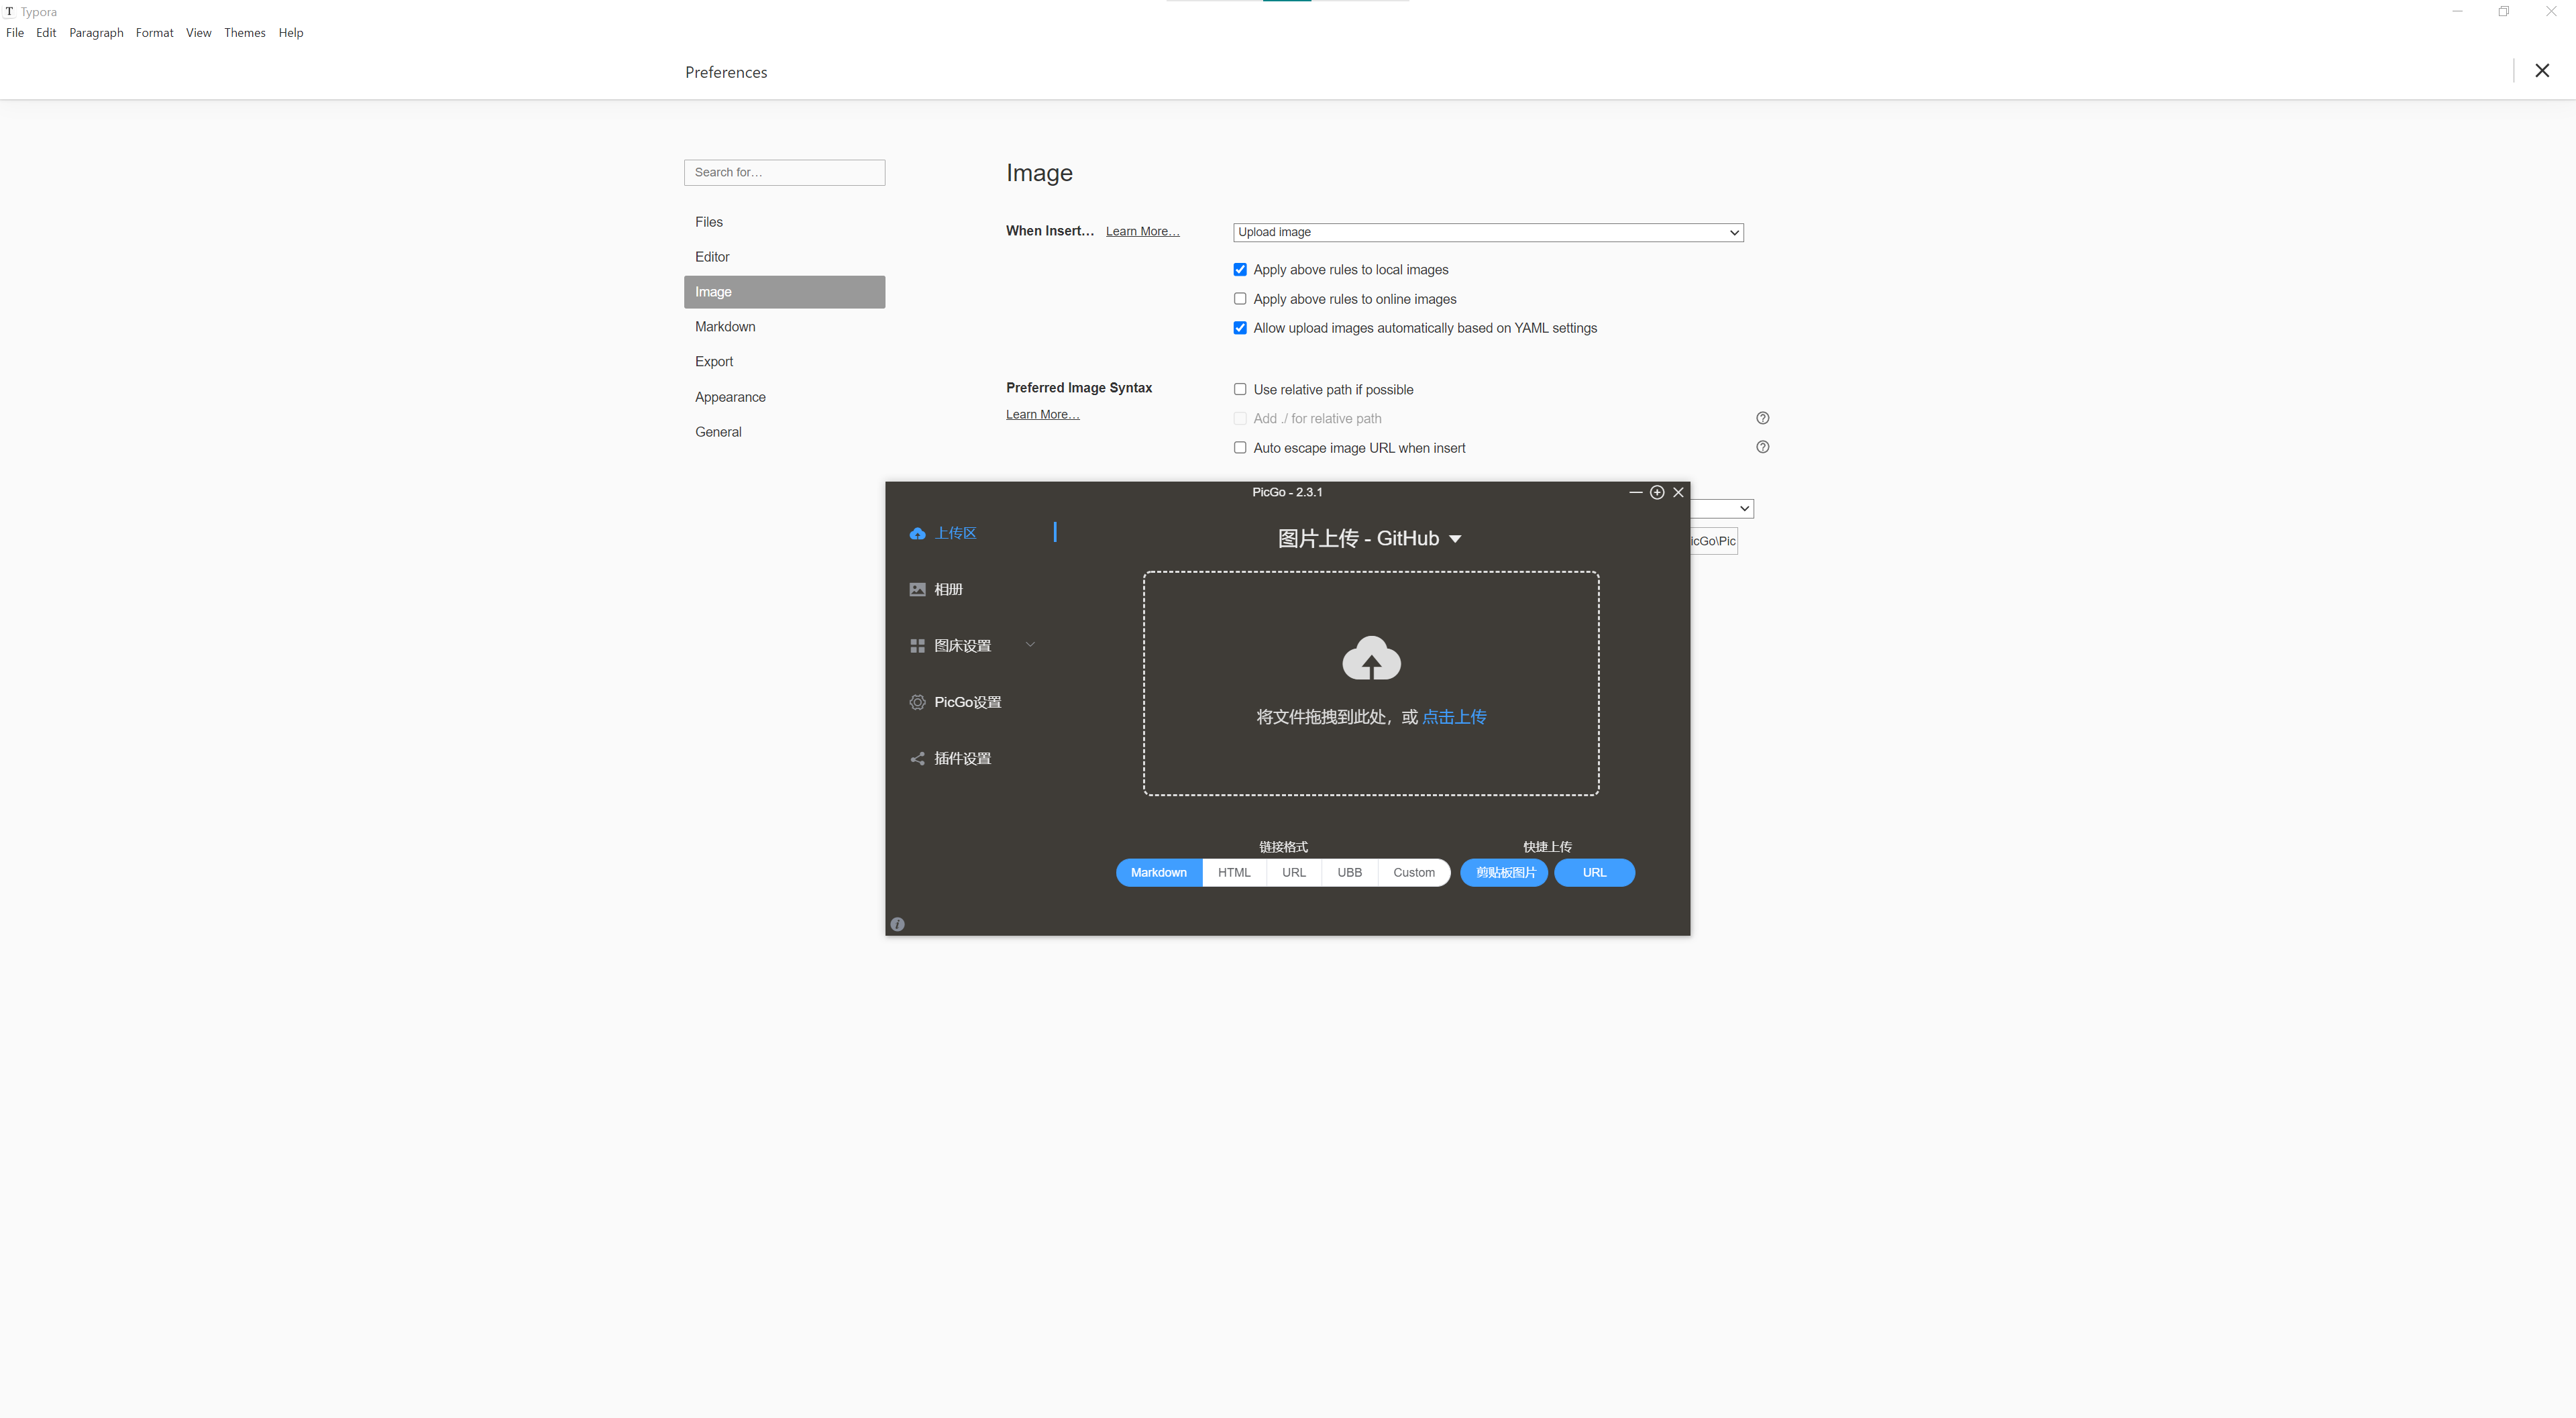 T Typora
File Edit Paragraph Format View Themes Help
Preferences
Search for...
Files
Editor
Image
Markdown
Export
Appearance
General
Image
When Insert... Learn More... Upload image
Apply above rules to local images
Apply above rules to online images
Allow upload images automatically based on YAML settings
Preferred Image Syntax Use relative path if possible
Learn More... Add ./ for relative path
Auto escape image URL when insert
icGo\Pic
PicGo - 2.3.1
上传区
相册
图床设置
PicGo设置
插件设置
图片上传 - GitHub
将文件拖拽到此处，或 点击上传
链接格式 快捷上传
Markdown HTML URL UBB Custom 剪贴板图片 URL